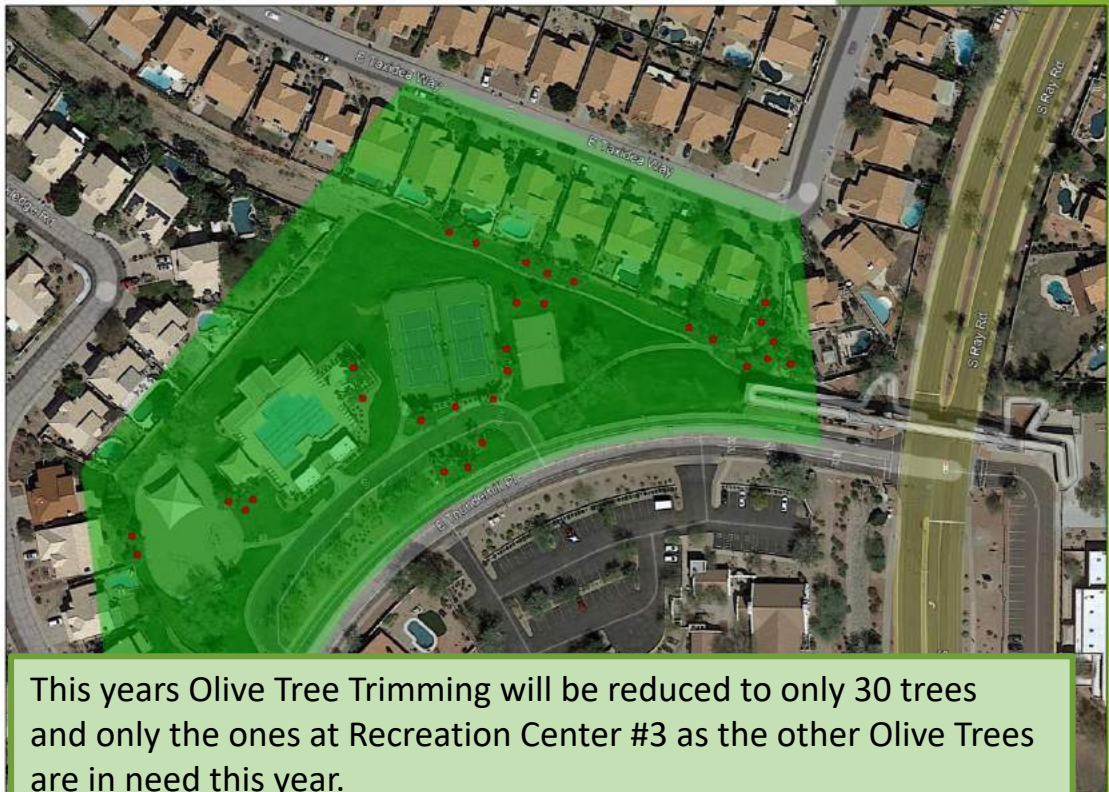 E Taxidea Way
E Taxidea Way
S Ray Rd
S Ray Rd
E Thunderhill Pl
This years Olive Tree Trimming will be reduced to only 30 trees
and only the ones at Recreation Center #3 as the other Olive Trees
are in need this year.